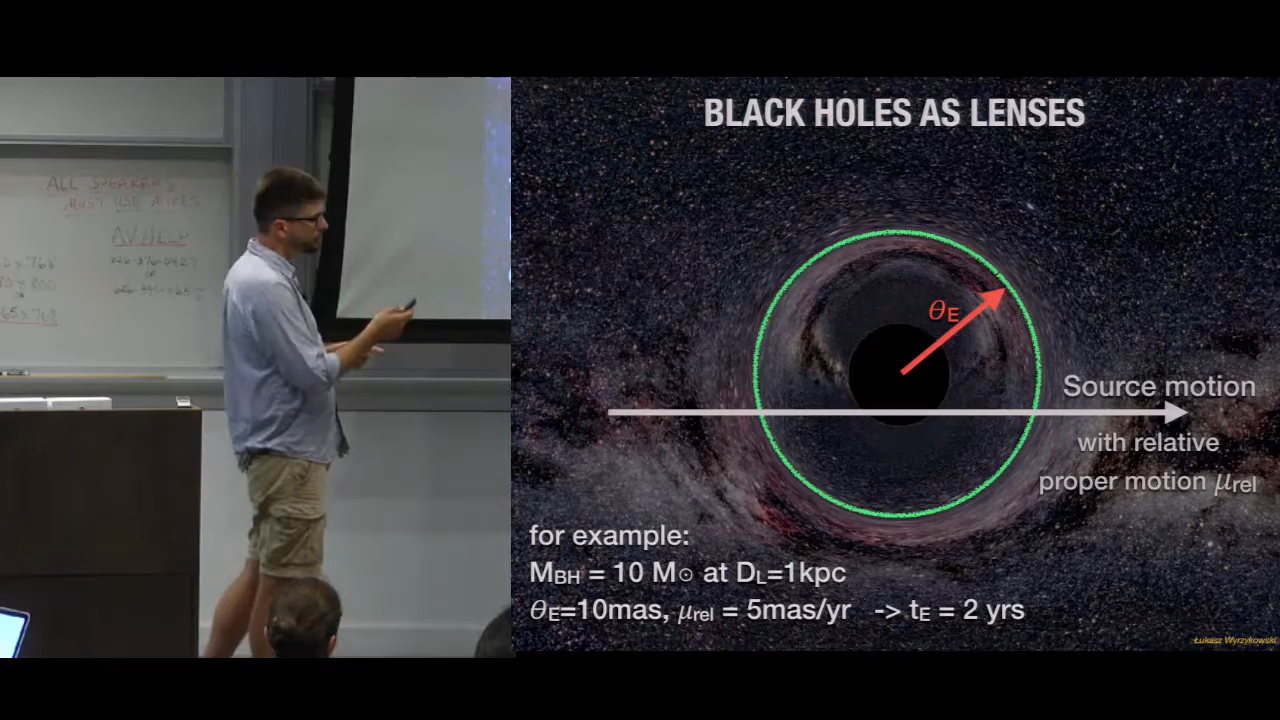 ALL SPEAKERS
MUST USE MIKES
BLACK HOLES AS LENSES
θE
Source motion
with relative
proper motion μrel
for example:
MBH = 10 M☉ at DL=1kpc
θE=10mas, μrel = 5mas/yr -> tE = 2 yrs
Łukasz Wyrzykowski